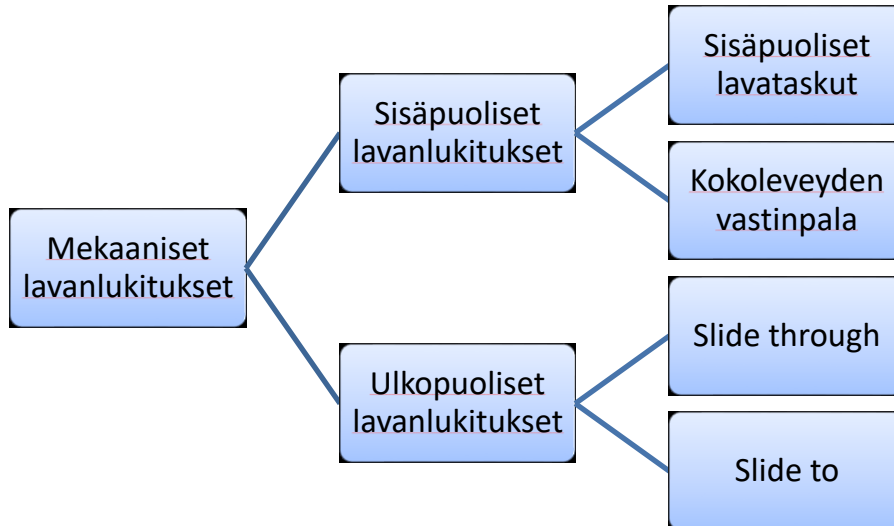 Mekaaniset
lavanlukitukset
Sisäpuoliset
lavanlukitukset
Sisäpuoliset
lavataskut
Kokoleveyden
vastinpala
Ulkopuoliset
lavanlukitukset
Slide through
Slide to